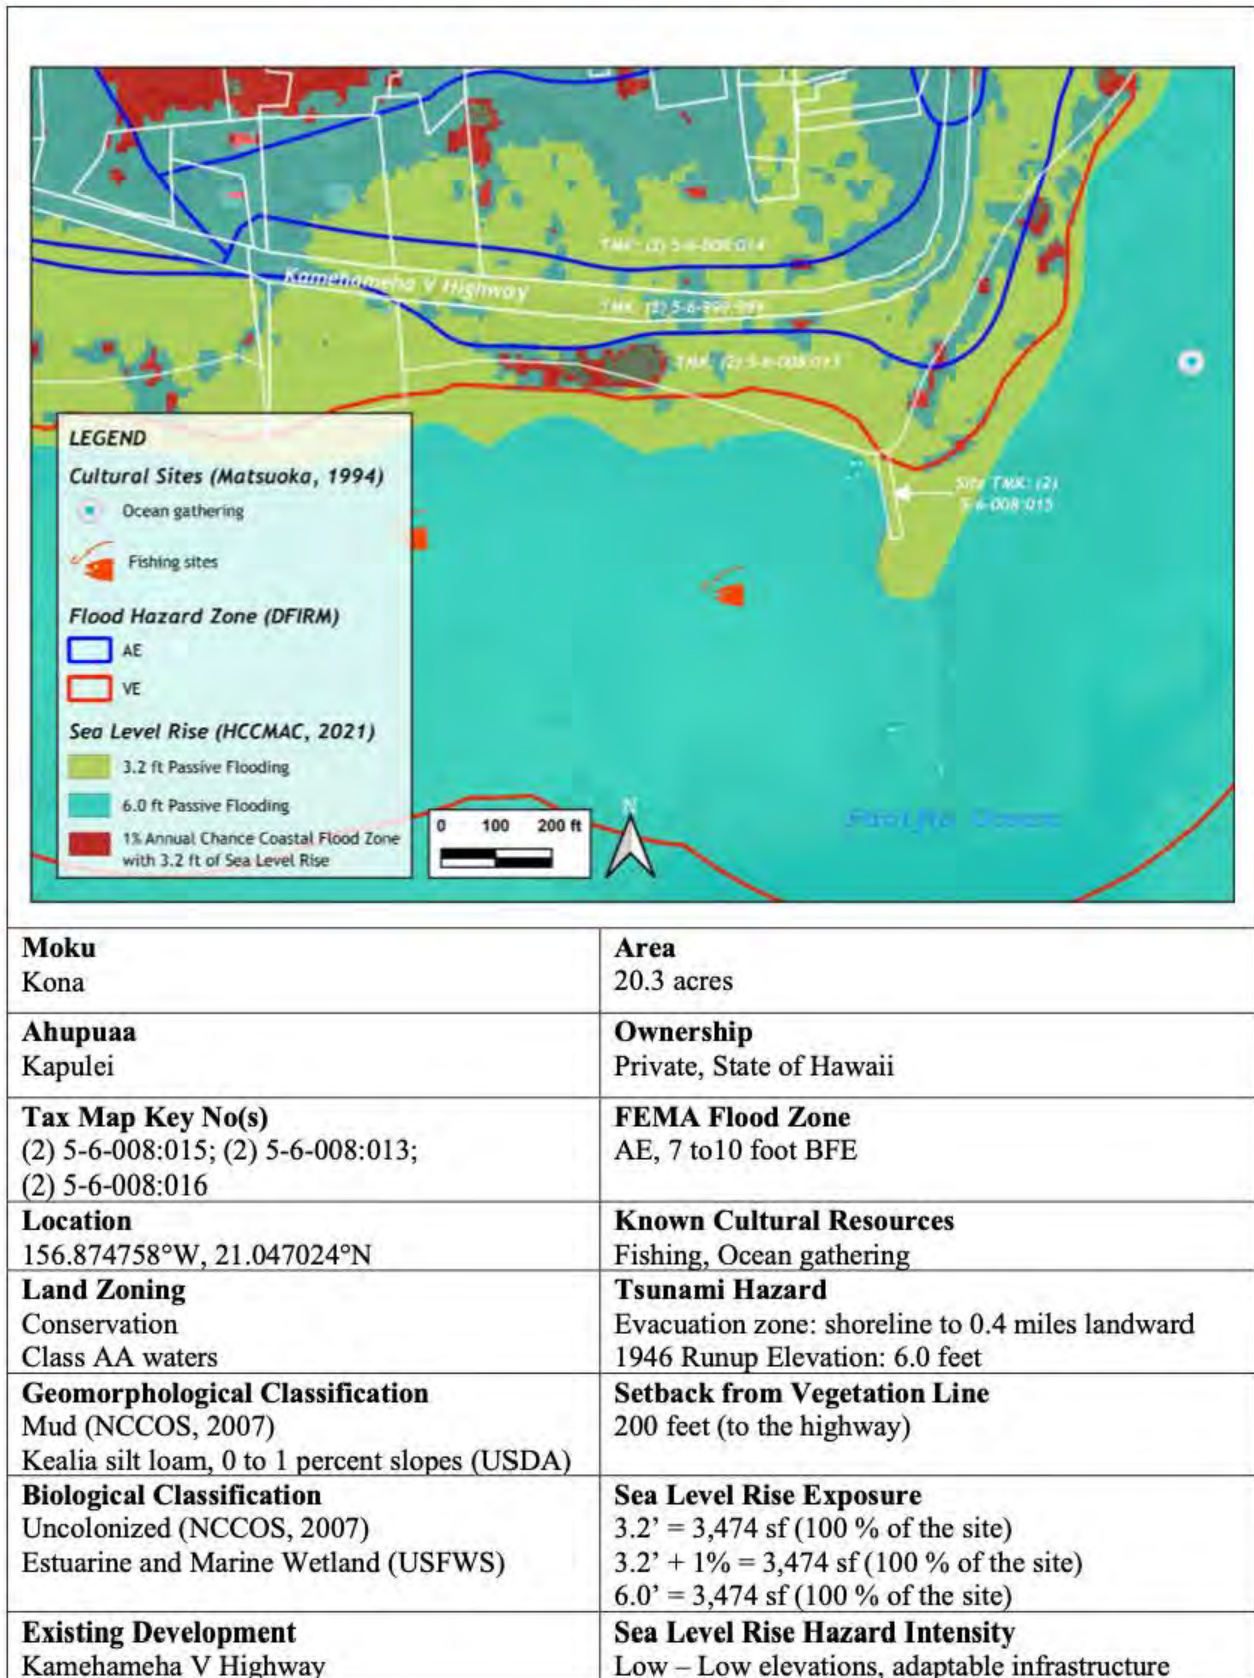 TMK: (2) 5-6-008:014
Kamehameha V Highway
TMK: (2) 5-6-999:999
TMK: (2) 5-6-008:013
Site TMK: (2)
5-6-008:015
LEGEND
Cultural Sites (Matsuoka, 1994)
Ocean gathering
Fishing sites
Flood Hazard Zone (DFIRM)
AE
VE
Sea Level Rise (HCCMAC, 2021)
3.2 ft Passive Flooding
6.0 ft Passive Flooding
1% Annual Chance Coastal Flood Zone
with 3.2 ft of Sea Level Rise
0 100 200 ft
N
Ocean
Moku
Kona
Area
20.3 acres
Ahupuaa
Kapulei
Ownership
Private, State of Hawaii
Tax Map Key No(s)
(2) 5-6-008:015; (2) 5-6-008:013;
(2) 5-6-008:016
FEMA Flood Zone
AE, 7 to10 foot BFE
Location
156.874758°W, 21.047024°N
Known Cultural Resources
Fishing, Ocean gathering
Land Zoning
Conservation
Class AA waters
Tsunami Hazard
Evacuation zone: shoreline to 0.4 miles landward
1946 Runup Elevation: 6.0 feet
Geomorphological Classification
Mud (NCCOS, 2007)
Kealia silt loam, 0 to 1 percent slopes (USDA)
Setback from Vegetation Line
200 feet (to the highway)
Biological Classification
Uncolonized (NCCOS, 2007)
Estuarine and Marine Wetland (USFWS)
Sea Level Rise Exposure
3.2’ = 3,474 sf (100 % of the site)
3.2’ + 1% = 3,474 sf (100 % of the site)
6.0’ = 3,474 sf (100 % of the site)
Existing Development
Kamehameha V Highway
Sea Level Rise Hazard Intensity
Low – Low elevations, adaptable infrastructure